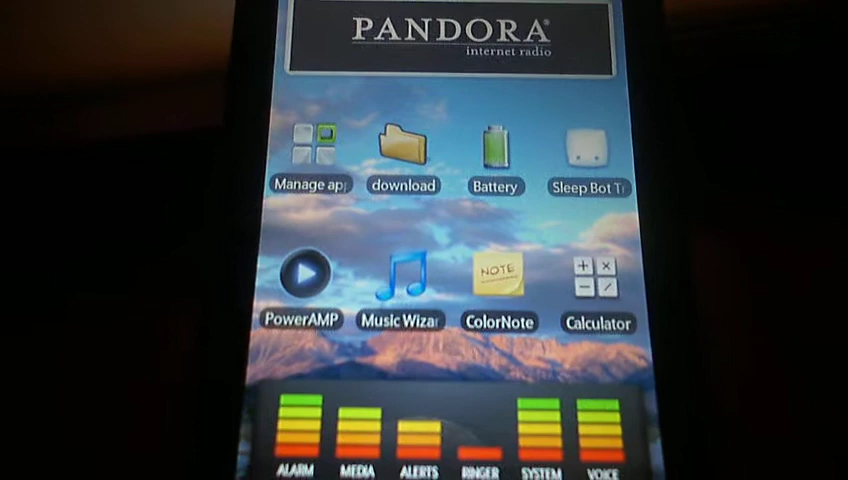 PANDORA®
internet radio
Manage ap
download
Battery
Sleep Bot Tr
NOTE
PowerAMP
Music Wizar
ColorNote
Calculator
ALARM
MEDIA
ALERTS
RINGER
SYSTEM
VOICE